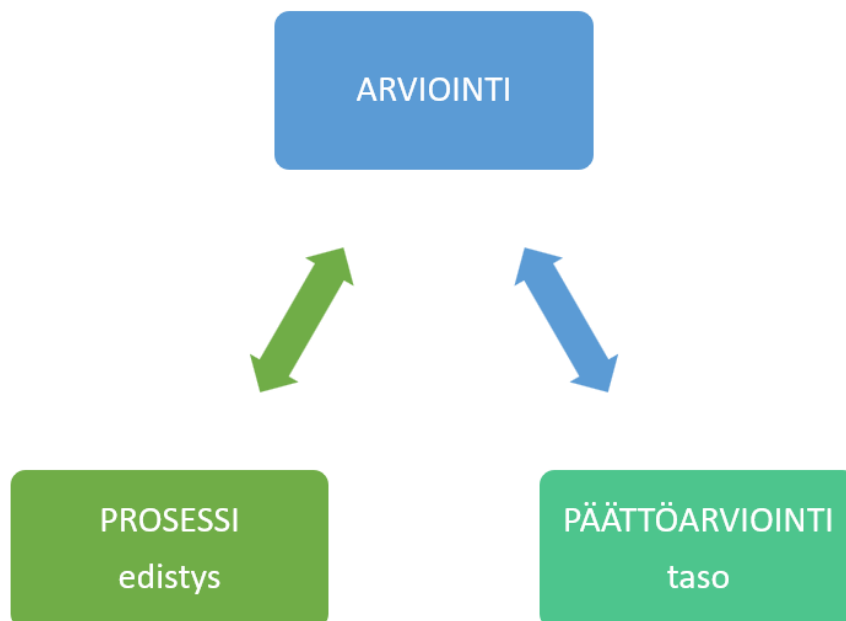 ARVIOINTI
PROSESSI
edistys
PÄÄTTÖARVIOINTI
taso